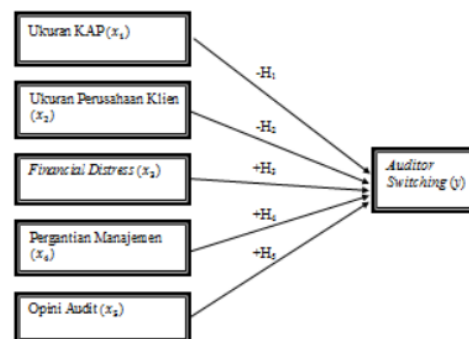 Ukuran KAP (x₁)
-H₁
Ukuran Perusahaan Klien
(x₂)
-H₂
Financial Distress (x₃)
+H₃
Auditor
Switching (y)
+H₄
Pergantian Manajemen
(x₄)
+H₅
Opini Audit (x₅)